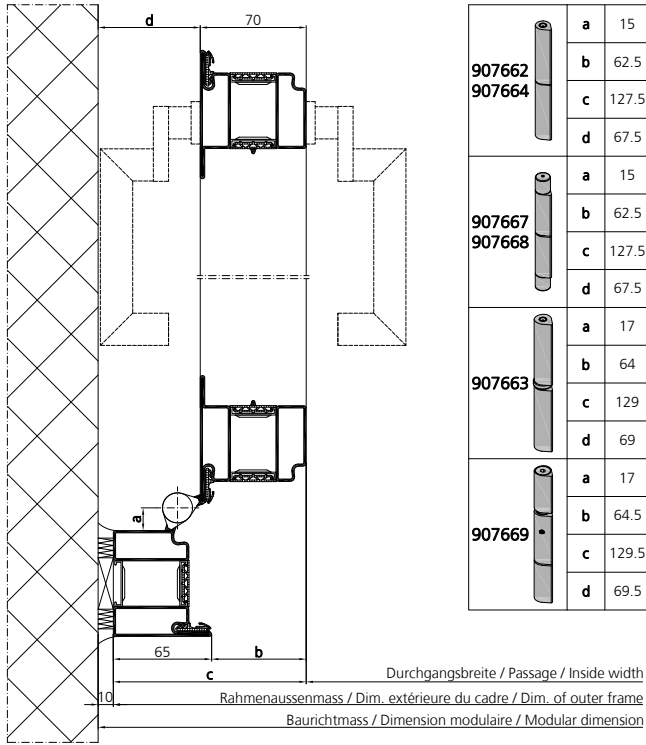 d
70
a
65
b
c
Durchgangsbreite / Passage / Inside width
10
Rahmenaussenmass / Dim. extérieure du cadre / Dim. of outer frame
Baurichtmass / Dimension modulaire / Modular dimension
907662
907664
a 15
b 62.5
c 127.5
d 67.5
907667
907668
a 15
b 62.5
c 127.5
d 67.5
907663
a 17
b 64
c 129
d 69
907669
a 17
b 64.5
c 129.5
d 69.5